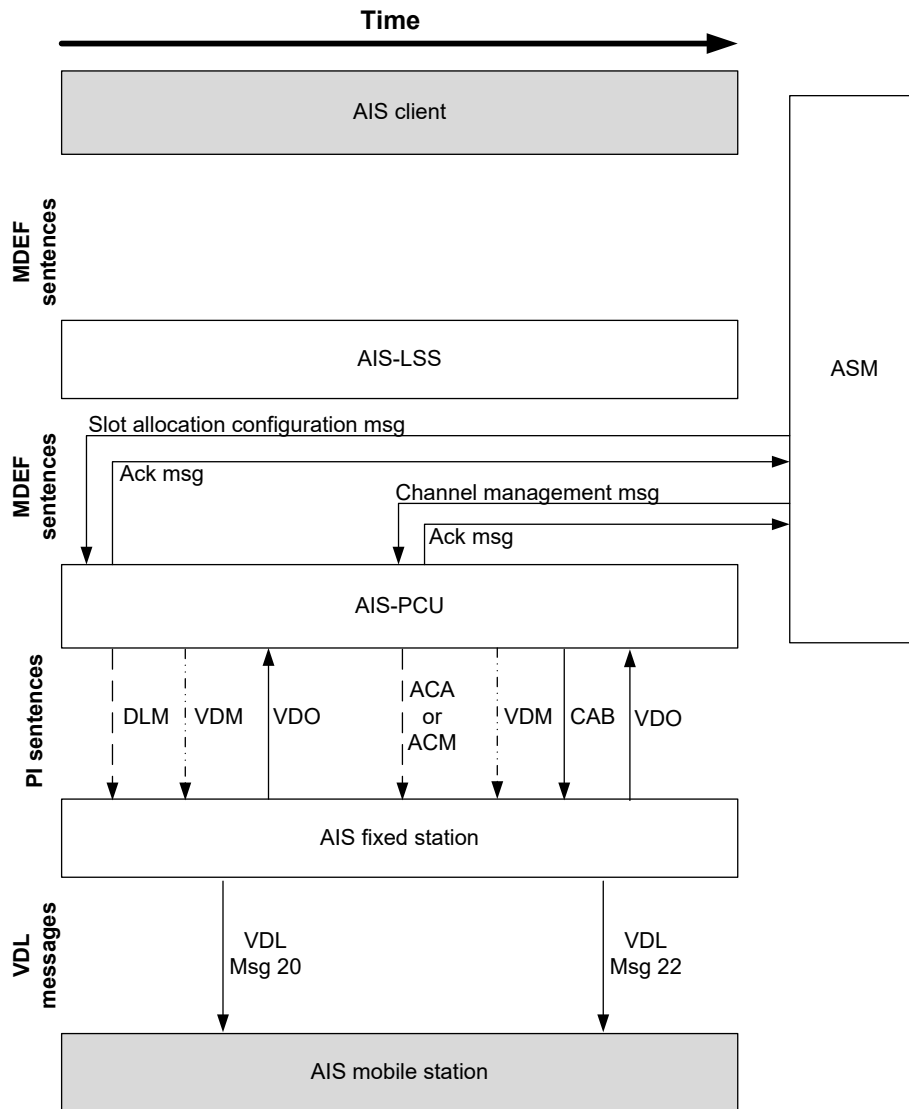 Time
AIS client
MDEF
sentences
AIS-LSS
ASM
MDEF
sentences
Slot allocation configuration msg
Ack msg
Channel management msg
Ack msg
AIS-PCU
PI sentences
DLM
VDM
VDO
ACA
or
ACM
VDM
CAB
VDO
AIS fixed station
VDL
messages
VDL
Msg 20
VDL
Msg 22
AIS mobile station